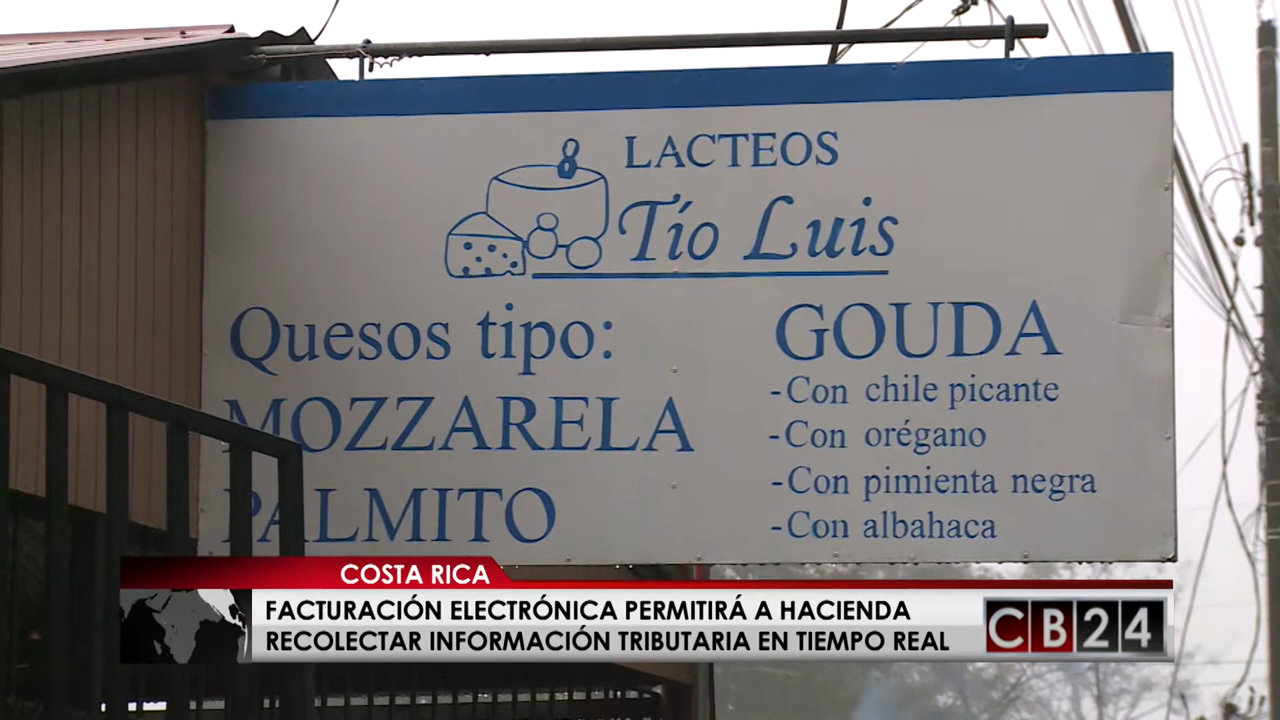 LACTEOS
Tío Luis
Quesos tipo:
MOZZARELA
PALMITO
GOUDA
-Con chile picante
-Con orégano
-Con pimienta negra
-Con albahaca
COSTA RICA
FACTURACIÓN ELECTRÓNICA PERMITIRÁ A HACIENDA
RECOLECTAR INFORMACIÓN TRIBUTARIA EN TIEMPO REAL
CB24